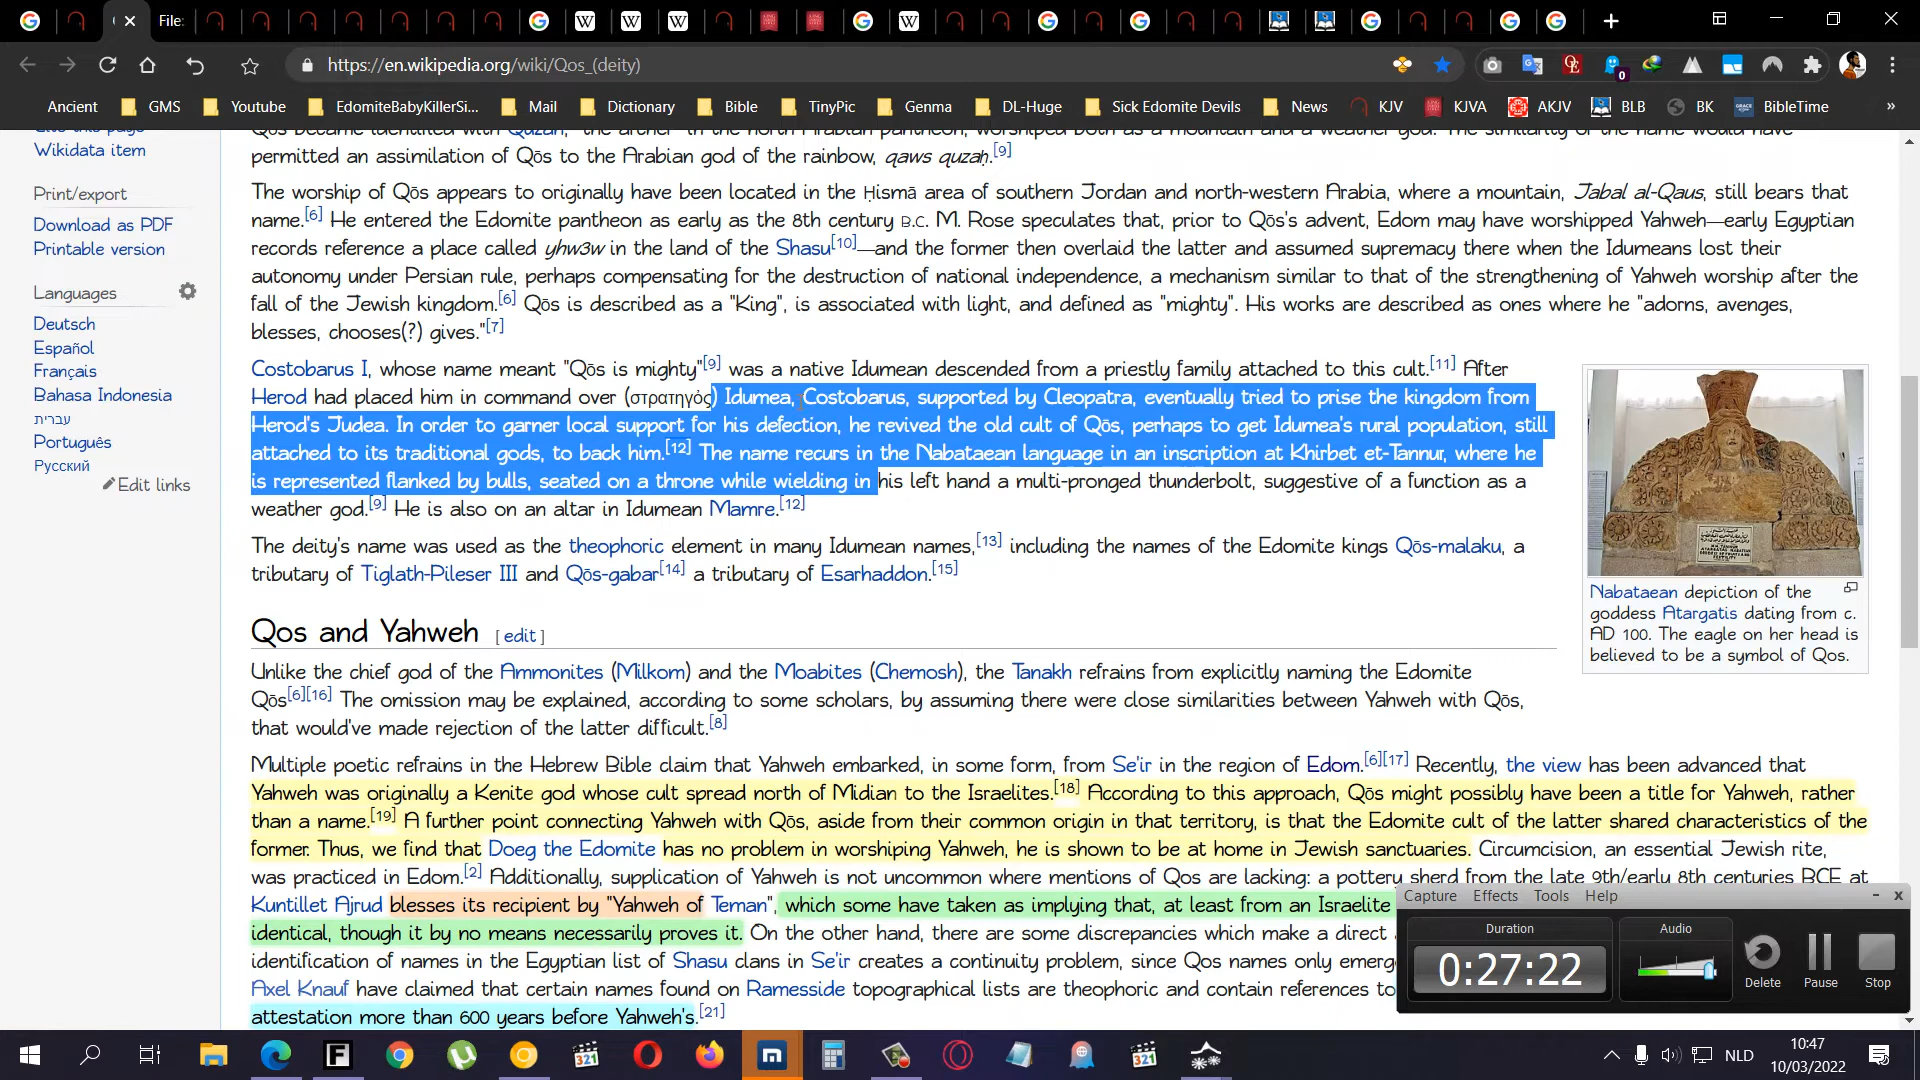 File:
https://en.wikipedia.org/wiki/Qos_(deity)
0
Ancient GMS Youtube EdomiteBabyKillerSi... Mail Dictionary Bible TinyPic Genma DL-Huge Sick Edomite Devils News KJV KJVA AKJV BLB BK BibleTime »
Cite this page
Wikidata item
Print/export
Download as PDF
Printable version
Languages
Deutsch
Español
Français
Bahasa Indonesia
עברית
Português
Русский
Edit links
Qōs became identified with Quzah, "the archer" in the north Arabian pantheon, worshiped both as a mountain and a weather god. The similarity of the name would have
permitted an assimilation of Qōs to the Arabian god of the rainbow, qaws quzaḥ.[9]
The worship of Qōs appears to originally have been located in the Ḥismā area of southern Jordan and north-western Arabia, where a mountain, Jabal al-Qaus, still bears that
name.[6] He entered the Edomite pantheon as early as the 8th century B.C. M. Rose speculates that, prior to Qōs's advent, Edom may have worshipped Yahweh—early Egyptian
records reference a place called yhw3w in the land of the Shasu[10]—and the former then overlaid the latter and assumed supremacy there when the Idumeans lost their
autonomy under Persian rule, perhaps compensating for the destruction of national independence, a mechanism similar to that of the strengthening of Yahweh worship after the
fall of the Jewish kingdom.[6] Qōs is described as a "King", is associated with light, and defined as "mighty". His works are described as ones where he "adorns, avenges,
blesses, chooses(?) gives."[7]
Costobarus I, whose name meant "Qōs is mighty"[9] was a native Idumean descended from a priestly family attached to this cult.[11] After
Herod had placed him in command over (στρατηγός) Idumea, Costobarus, supported by Cleopatra, eventually tried to prise the kingdom from
Herod's Judea. In order to garner local support for his defection, he revived the old cult of Qōs, perhaps to get Idumea's rural population, still
attached to its traditional gods, to back him.[12] The name recurs in the Nabataean language in an inscription at Khirbet et-Tannur, where he
is represented flanked by bulls, seated on a throne while wielding in his left hand a multi-pronged thunderbolt, suggestive of a function as a
weather god.[9] He is also on an altar in Idumean Mamre.[12]
The deity's name was used as the theophoric element in many Idumean names,[13] including the names of the Edomite kings Qōs-malaku, a
tributary of Tiglath-Pileser III and Qōs-gabar[14] a tributary of Esarhaddon.[15]
Nabataean depiction of the
goddess Atargatis dating from c.
AD 100. The eagle on her head is
believed to be a symbol of Qos.
Qos and Yahweh [ edit ]
Unlike the chief god of the Ammonites (Milkom) and the Moabites (Chemosh), the Tanakh refrains from explicitly naming the Edomite
Qōs[6][16] The omission may be explained, according to some scholars, by assuming there were close similarities between Yahweh with Qōs,
that would've made rejection of the latter difficult.[8]
Multiple poetic refrains in the Hebrew Bible claim that Yahweh embarked, in some form, from Se'ir in the region of Edom.[6][17] Recently, the view has been advanced that
Yahweh was originally a Kenite god whose cult spread north of Midian to the Israelites.[18] According to this approach, Qōs might possibly have been a title for Yahweh, rather
than a name.[19] A further point connecting Yahweh with Qōs, aside from their common origin in that territory, is that the Edomite cult of the latter shared characteristics of the
former. Thus, we find that Doeg the Edomite has no problem in worshiping Yahweh, he is shown to be at home in Jewish sanctuaries. Circumcision, an essential Jewish rite,
was practiced in Edom.[2] Additionally, supplication of Yahweh is not uncommon where mentions of Qos are lacking: a pottery sherd from the late 9th/early 8th centuries BCE at
Kuntillet Ajrud blesses its recipient by "Yahweh of Teman", which some have taken as implying that, at least from an Israelite
identical, though it by no means necessarily proves it. On the other hand, there are some discrepancies which make a direct
identification of names in the Egyptian list of Shasu clans in Se'ir creates a continuity problem, since Qos names only emerg
Axel Knauf have claimed that certain names found on Ramesside topographical lists are theophoric and contain references to
attestation more than 600 years before Yahweh's.[21]
Capture Effects Tools Help
Duration
0:27:22
Audio
Delete
Pause
Stop
321
321
NLD
10:47
10/03/2022